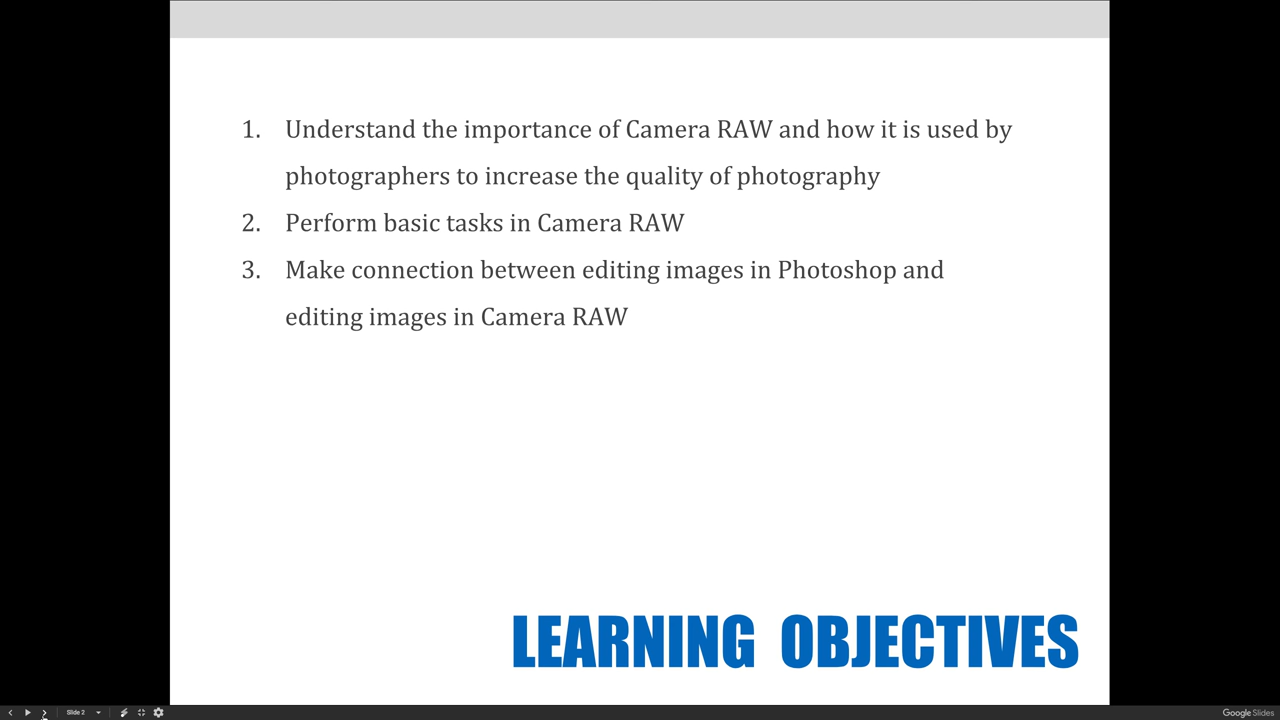 1. Understand the importance of Camera RAW and how it is used by
photographers to increase the quality of photography
2. Perform basic tasks in Camera RAW
3. Make connection between editing images in Photoshop and
editing images in Camera RAW
LEARNING OBJECTIVES
Slide 2
Google Slides